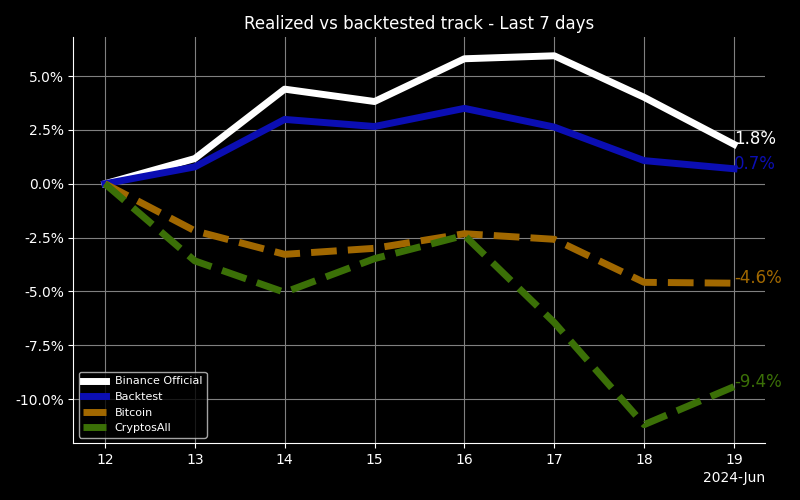 Realized vs backtested track - Last 7 days
5.0%
2.5%
0.0%
-2.5%
-5.0%
-7.5%
-10.0%
1.8%
0.7%
-4.6%
-9.4%
Binance Official
Backtest
Bitcoin
CryptosAll
12 13 14 15 16 17 18 19
2024-Jun